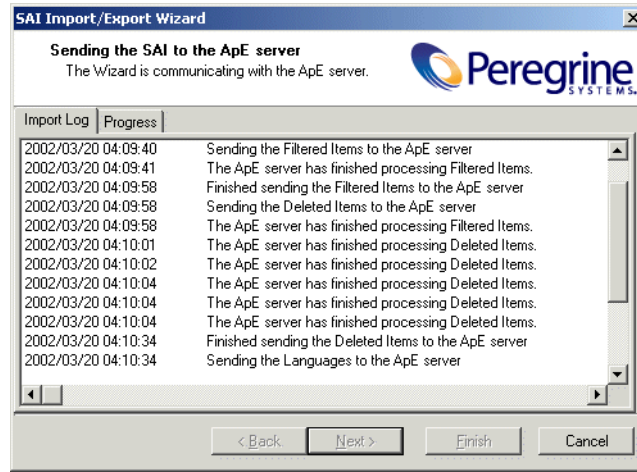 SAI Import/Export Wizard
Sending the SAI to the ApE server
The Wizard is communicating with the ApE server.
Peregrine
SYSTEMS
Import Log
Progress
2002/03/20 04:09:40 Sending the Filtered Items to the ApE server
2002/03/20 04:09:41 The ApE server has finished processing Filtered Items.
2002/03/20 04:09:58 Finished sending the Filtered Items to the ApE server
2002/03/20 04:09:58 Sending the Deleted Items to the ApE server
2002/03/20 04:09:58 The ApE server has finished processing Filtered Items.
2002/03/20 04:10:01 The ApE server has finished processing Deleted Items.
2002/03/20 04:10:02 The ApE server has finished processing Deleted Items.
2002/03/20 04:10:04 The ApE server has finished processing Deleted Items.
2002/03/20 04:10:04 The ApE server has finished processing Deleted Items.
2002/03/20 04:10:04 The ApE server has finished processing Deleted Items.
2002/03/20 04:10:34 Finished sending the Deleted Items to the ApE server
2002/03/20 04:10:34 Sending the Languages to the ApE server
< Back
Next >
Finish
Cancel